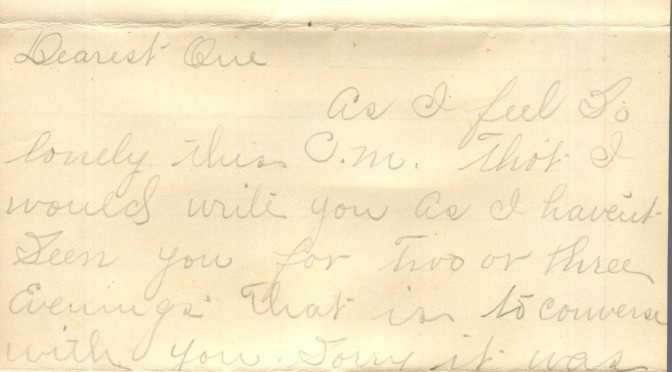 Dearest One
As I feel So
lonely this P.m. thot I
would write you as I havent
Seen you for two or three
Evenings that is to converse
with you. Sorry it was